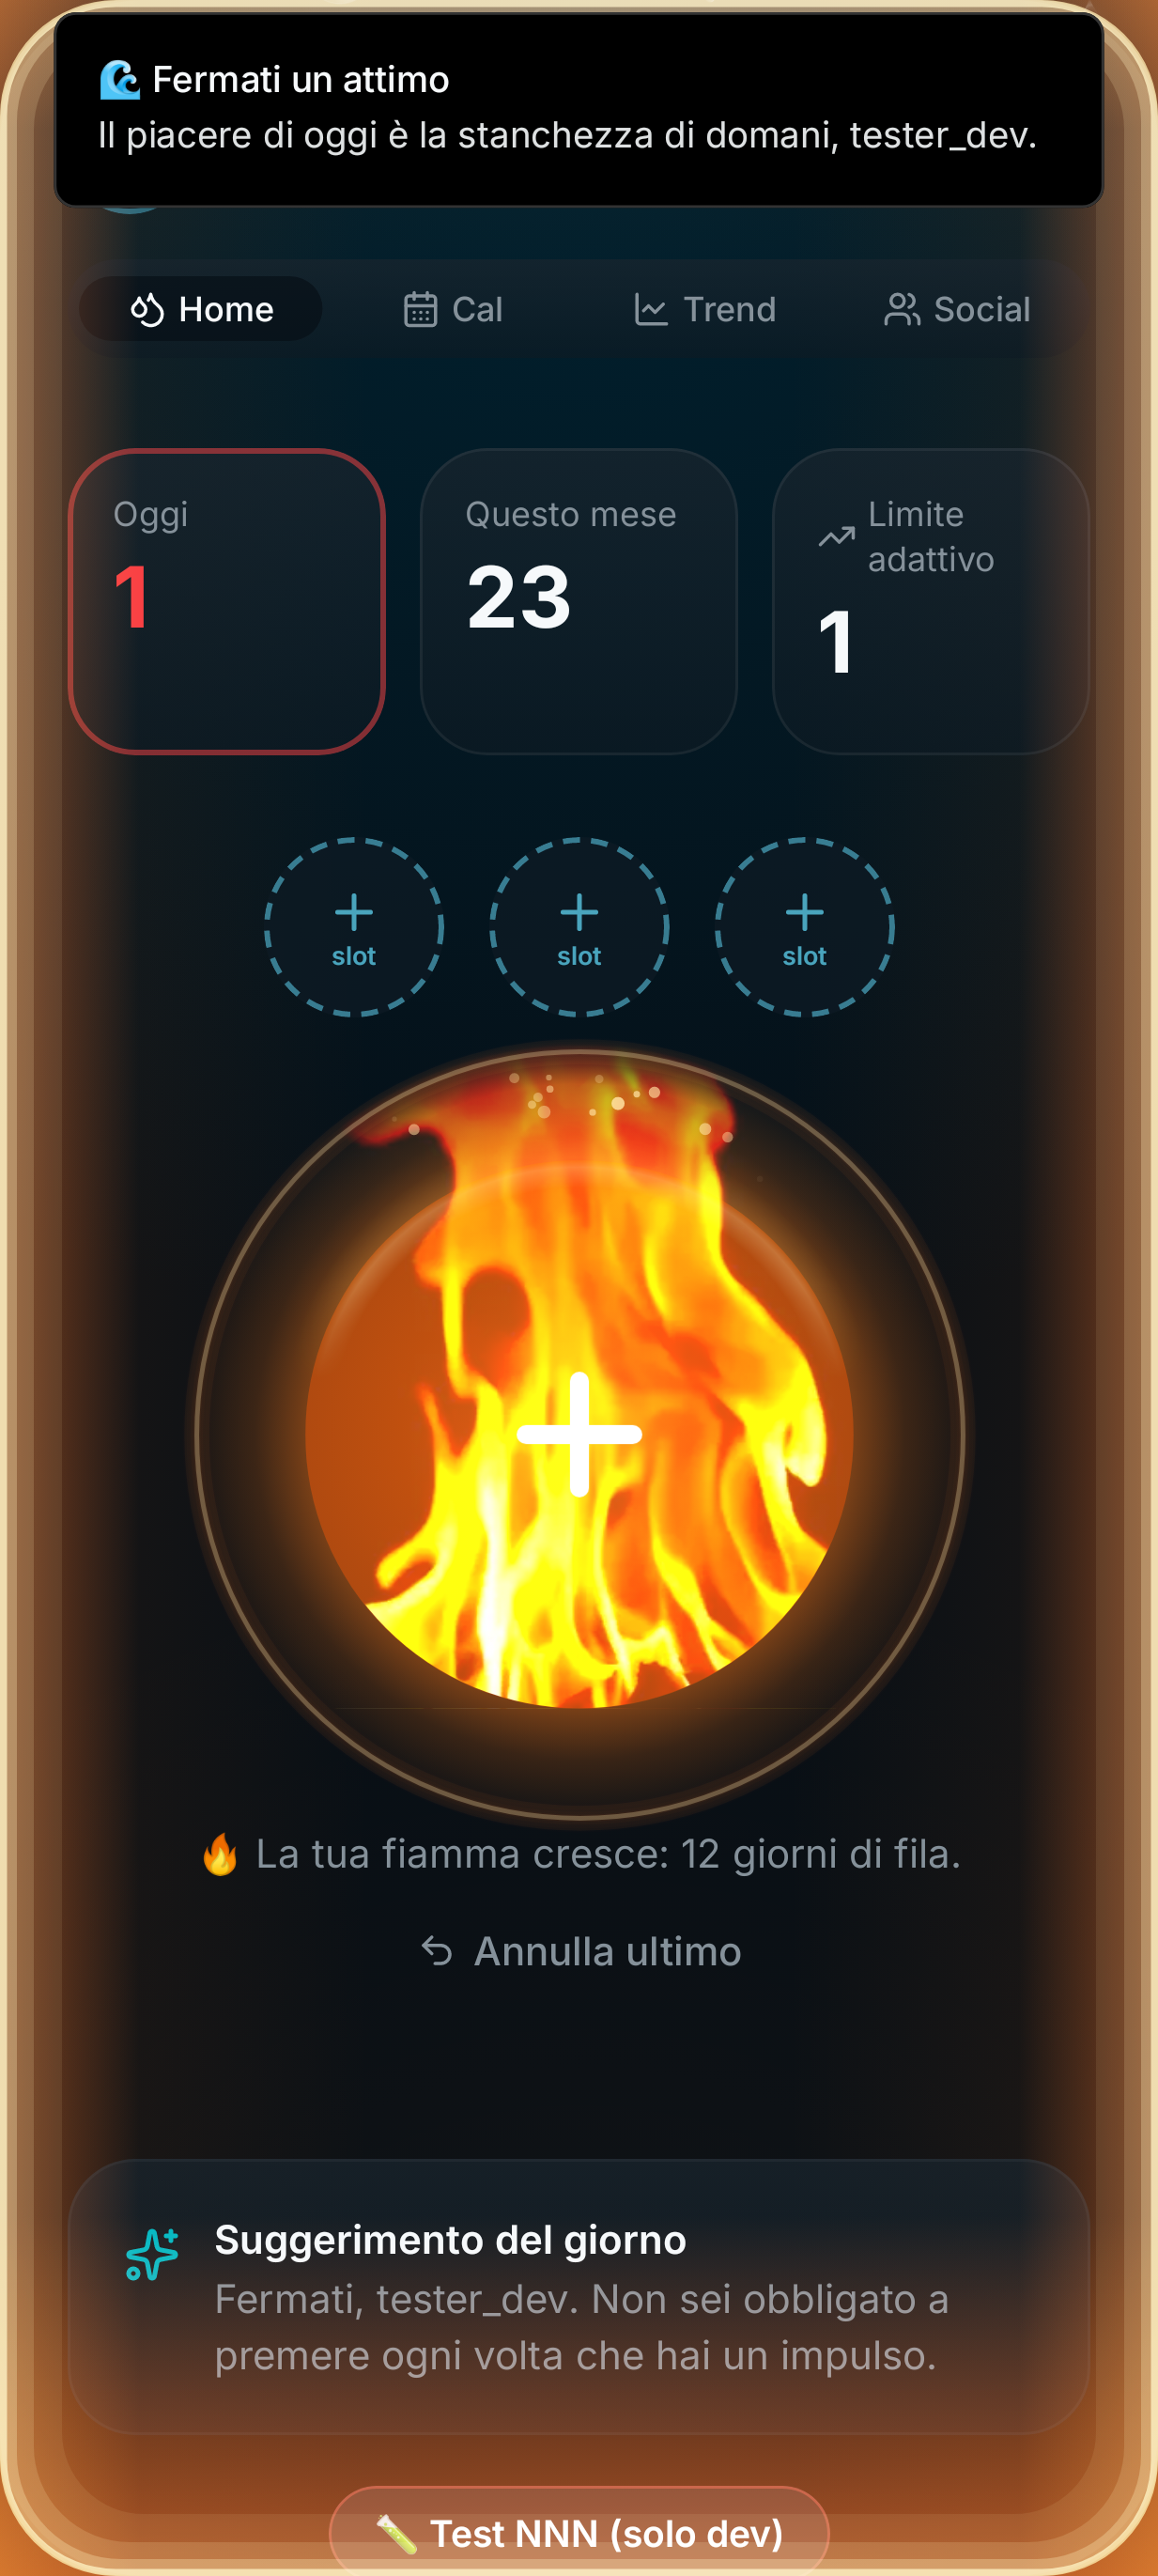 🌊 Fermati un attimo
Il piacere di oggi è la stanchezza di domani, tester_dev.
Home
Cal
Trend
Social
Oggi
1
Questo mese
23
Limite
adattivo
1
slot
slot
slot
🔥 La tua fiamma cresce: 12 giorni di fila.
Annulla ultimo
Suggerimento del giorno
Fermati, tester_dev. Non sei obbligato a
premere ogni volta che hai un impulso.
🧪 Test NNN (solo dev)